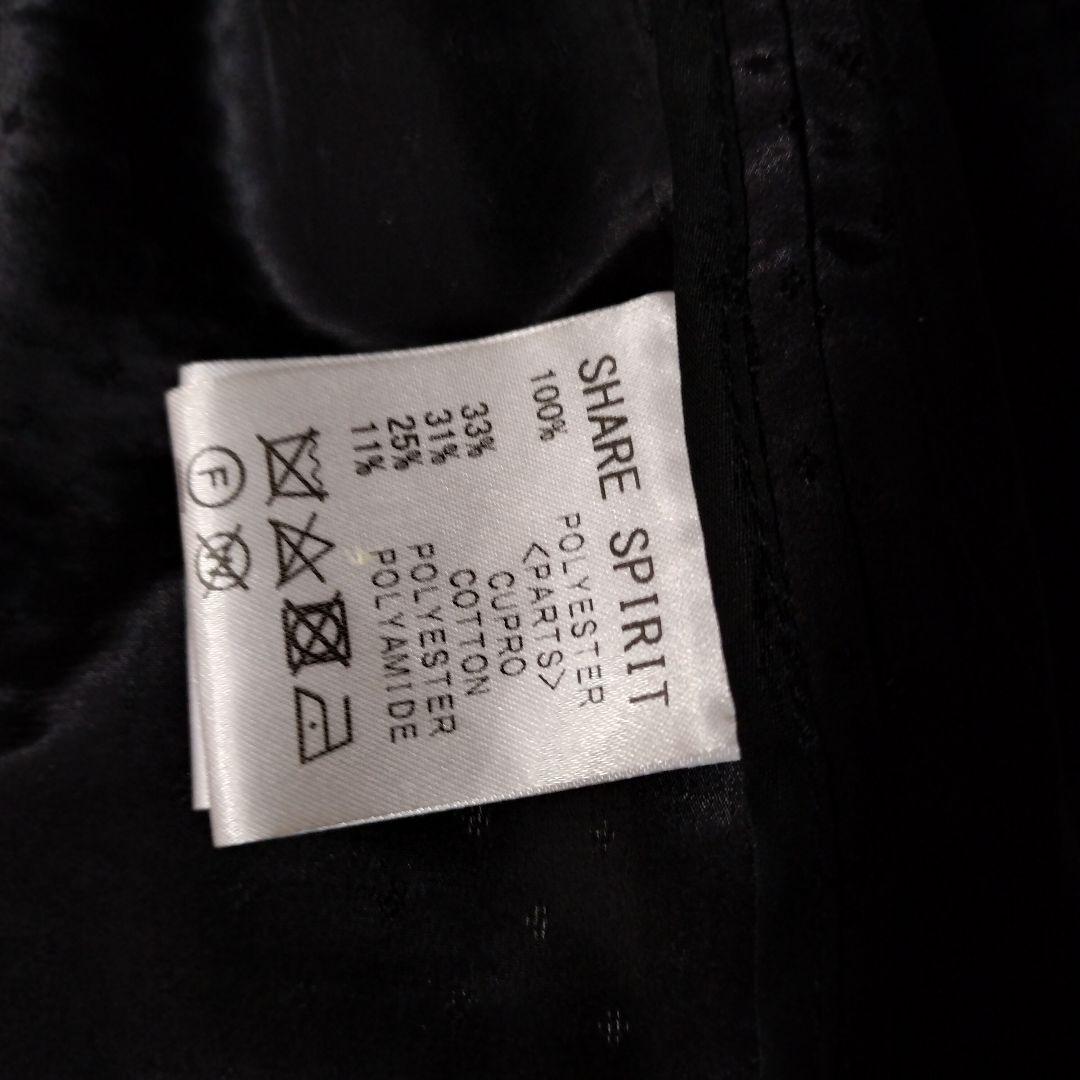 SHARE SPIRIT
100% POLYESTER
<PARTS>
33% CUPRO
31% COTTON
25% POLYESTER
11% POLYAMIDE
F W